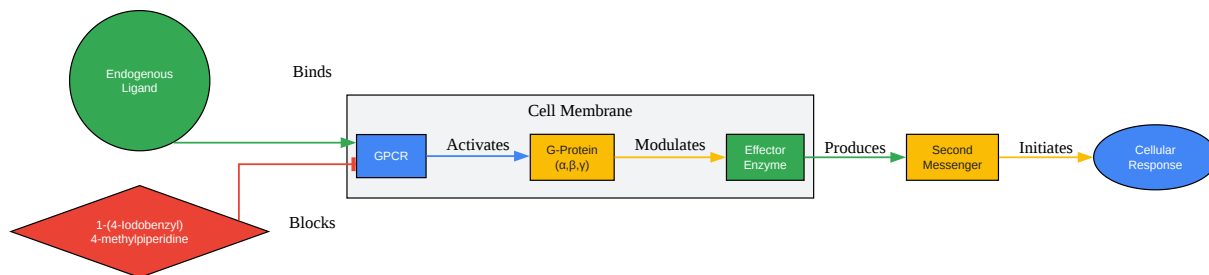 Endogenous
Ligand
Binds
Cell Membrane
GPCR
Activates
G-Protein
(α,β,γ)
Modulates
Effector
Enzyme
Produces
Second
Messenger
Initiates
Cellular
Response
1-(4-Iodobenzyl)
4-methylpiperidine
Blocks